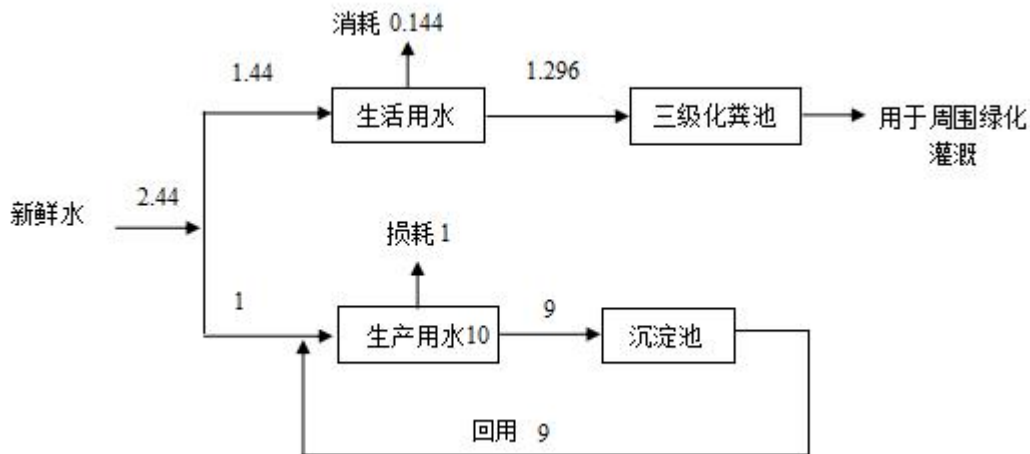 消耗 0.144
1.44
1.296
生活用水
三级化粪池
用于周围绿化
灌溉
2.44
新鲜水
损耗 1
1
9
生产用水10
沉淀池
回用 9